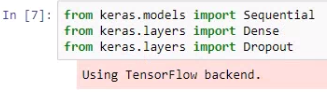 In [7]: from keras.models import Sequential
from keras.layers import Dense
from keras.layers import Dropout
Using TensorFlow backend.